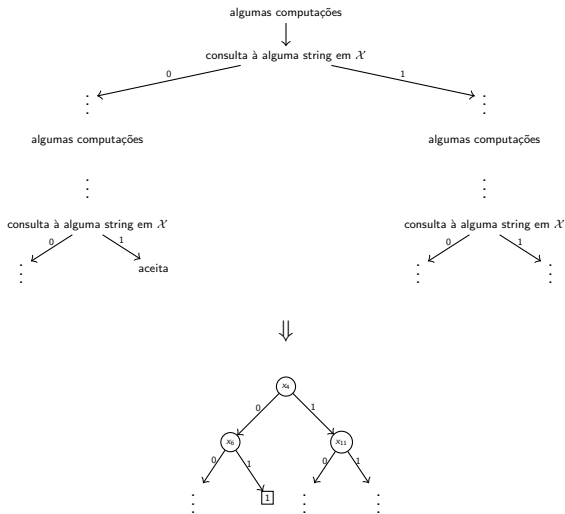 algumas computações
consulta à alguma string em 𝒳
0 1
⋮ ⋮
algumas computações algumas computações
⋮ ⋮
consulta à alguma string em 𝒳 consulta à alguma string em 𝒳
0 1 0 1
⋮ aceita ⋮ ⋮
⇓
x₄
0 1
x₆ x₁₁
0 1 0 1
⋮ 1 ⋮ ⋮